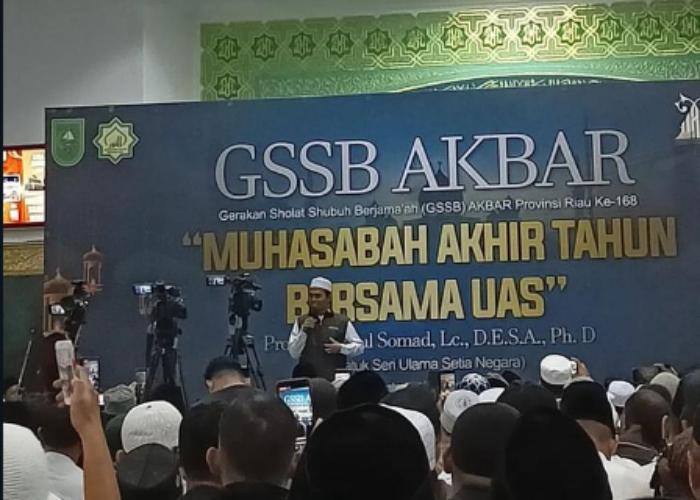 GSSB AKBAR
Gerakan Sholat Shubuh Berjama'ah (GSSB) AKBAR Provinsi Riau Ke-168
"MUHASABAH AKHIR TAHUN
BERSAMA UAS"
Somad, Lc., D.E.S.A., Ph. D
Seri Ulama Setia Negara)